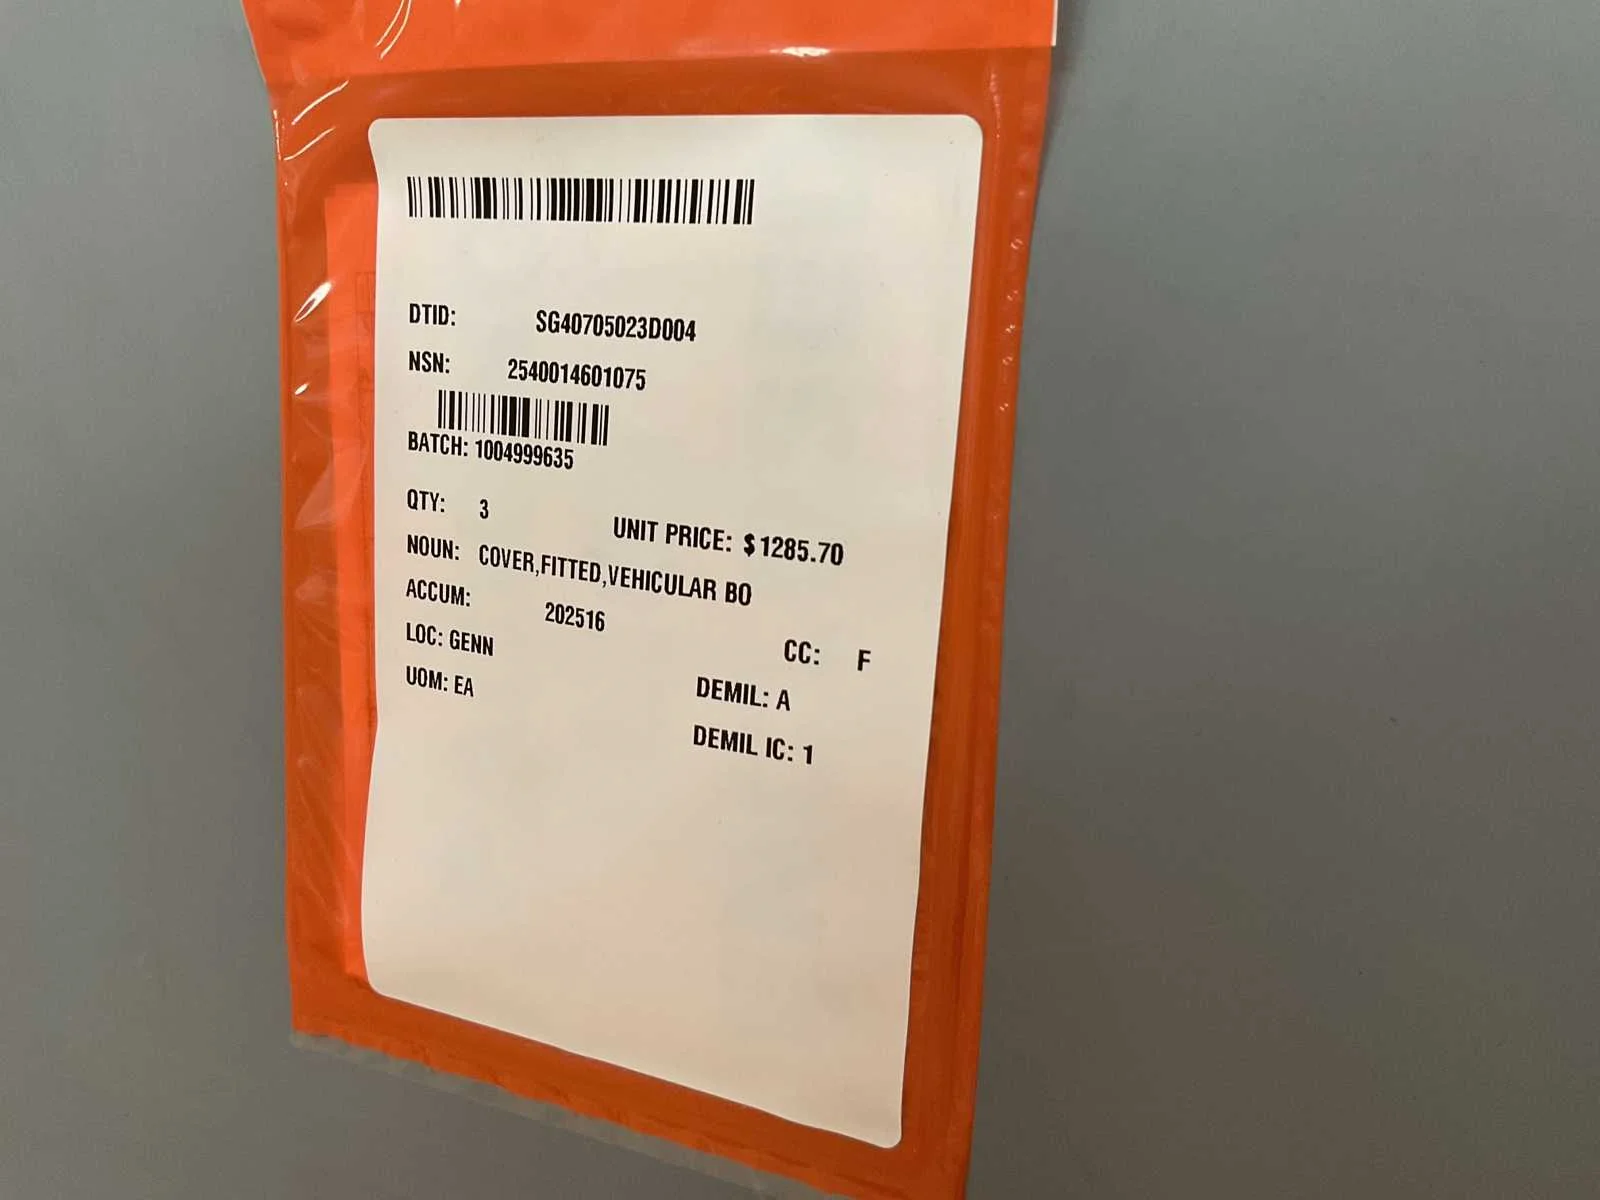 DTID: SG40705023D004
NSN: 2540014601075
BATCH: 1004999635
QTY: 3
UNIT PRICE: $1285.70
NOUN: COVER,FITTED,VEHICULAR BO
ACCUM: 202516
CC: F
LOC: GENN
DEMIL: A
UOM: EA
DEMIL IC: 1